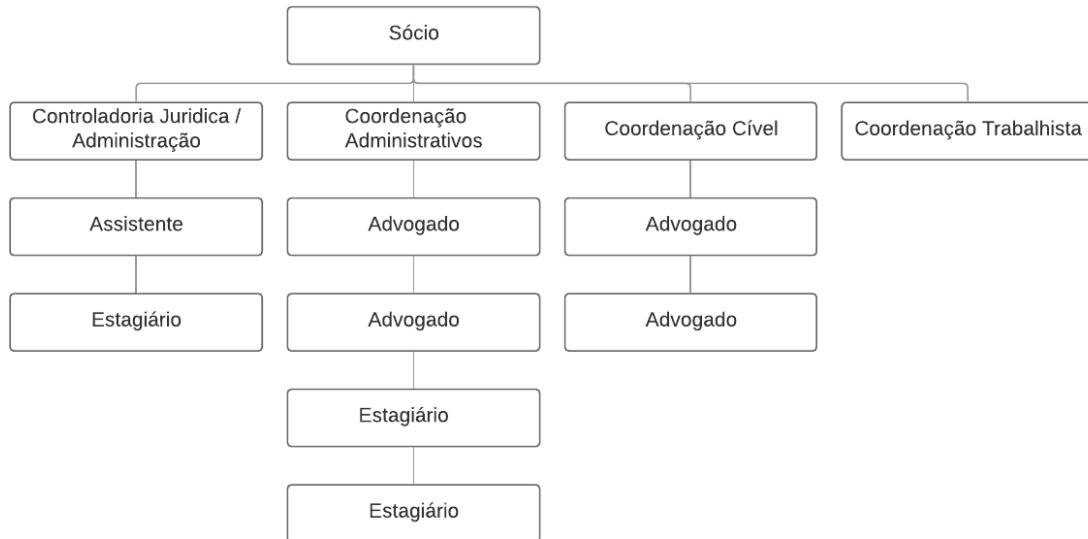 Sócio
Controladoria Juridica /
Administração
Coordenação
Administrativos
Coordenação Cível
Coordenação Trabalhista
Assistente
Advogado
Advogado
Estagiário
Advogado
Advogado
Estagiário
Estagiário